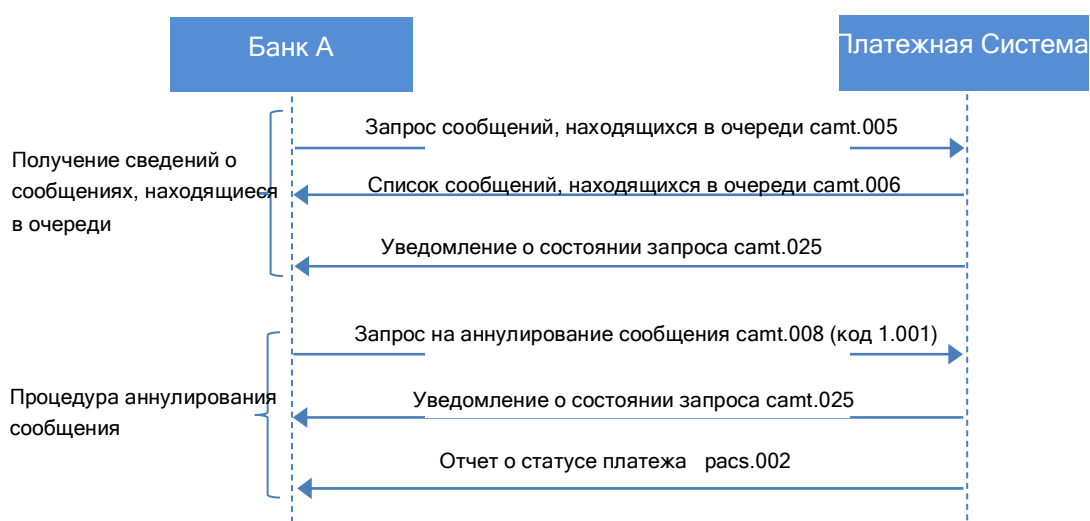 Банк А
Платежная Система
Запрос сообщений, находящихся в очереди camt.005
Получение сведений о
сообщениях, находящиеся
в очереди
Список сообщений, находящихся в очереди camt.006
Уведомление о состоянии запроса camt.025
Запрос на аннулирование сообщения camt.008 (код 1.001)
Процедура аннулирования
сообщения
Уведомление о состоянии запроса camt.025
Отчет о статусе платежа pacs.002